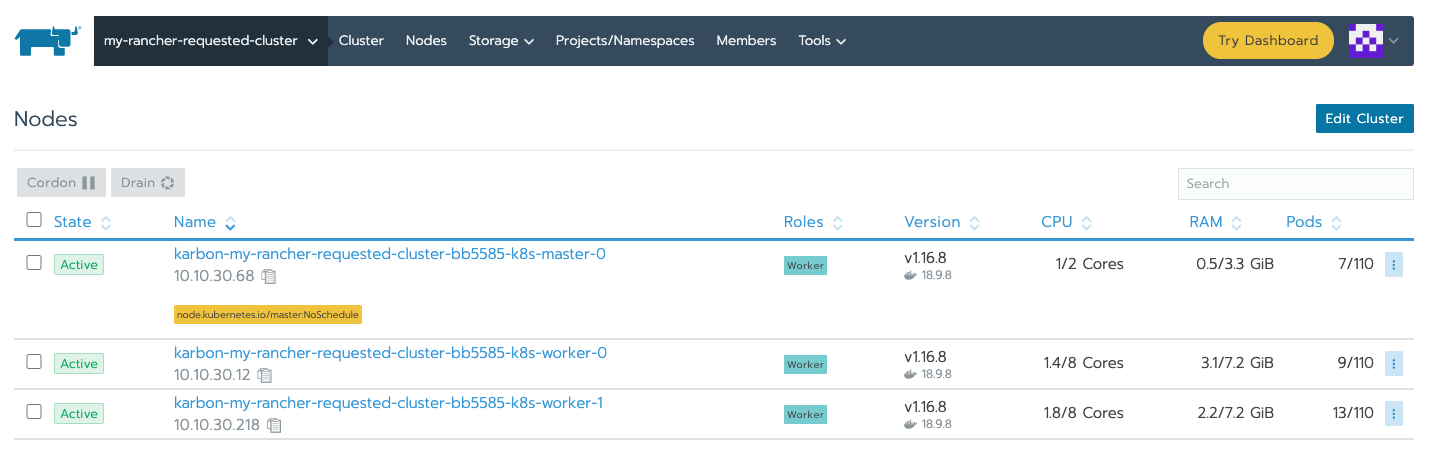 my-rancher-requested-cluster Cluster Nodes Storage Projects/Namespaces Members Tools Try Dashboard
Nodes Edit Cluster
Cordon Drain Search
State Name Roles Version CPU RAM Pods
Active karbon-my-rancher-requested-cluster-bb5585-k8s-master-0 Worker v1.16.8 1/2 Cores 0.5/3.3 GiB 7/110
10.10.30.68 18.9.8
node.kubernetes.io/master:NoSchedule
Active karbon-my-rancher-requested-cluster-bb5585-k8s-worker-0 Worker v1.16.8 1.4/8 Cores 3.1/7.2 GiB 9/110
10.10.30.12 18.9.8
Active karbon-my-rancher-requested-cluster-bb5585-k8s-worker-1 Worker v1.16.8 1.8/8 Cores 2.2/7.2 GiB 13/110
10.10.30.218 18.9.8